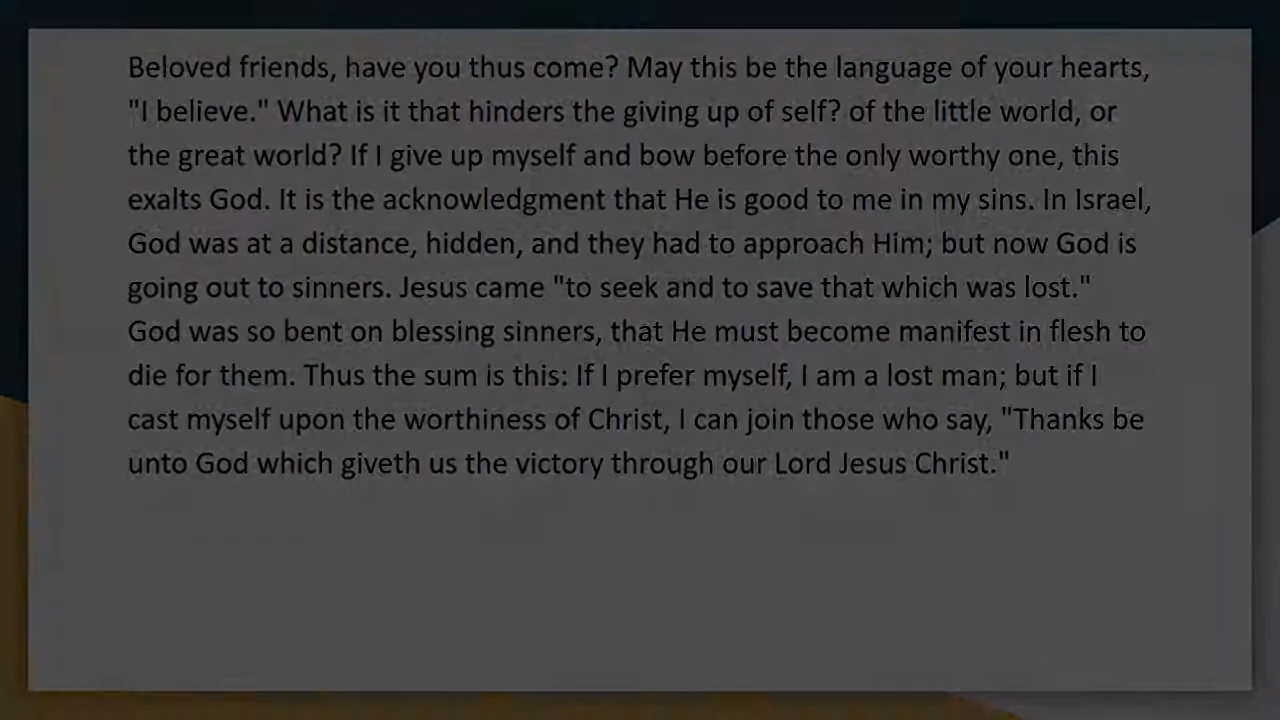 Beloved friends, have you thus come? May this be the language of your hearts,
"I believe." What is it that hinders the giving up of self? of the little world, or
the great world? If I give up myself and bow before the only worthy one, this
exalts God. It is the acknowledgment that He is good to me in my sins. In Israel,
God was at a distance, hidden, and they had to approach Him; but now God is
going out to sinners. Jesus came "to seek and to save that which was lost."
God was so bent on blessing sinners, that He must become manifest in flesh to
die for them. Thus the sum is this: If I prefer myself, I am a lost man; but if I
cast myself upon the worthiness of Christ, I can join those who say, "Thanks be
unto God which giveth us the victory through our Lord Jesus Christ."